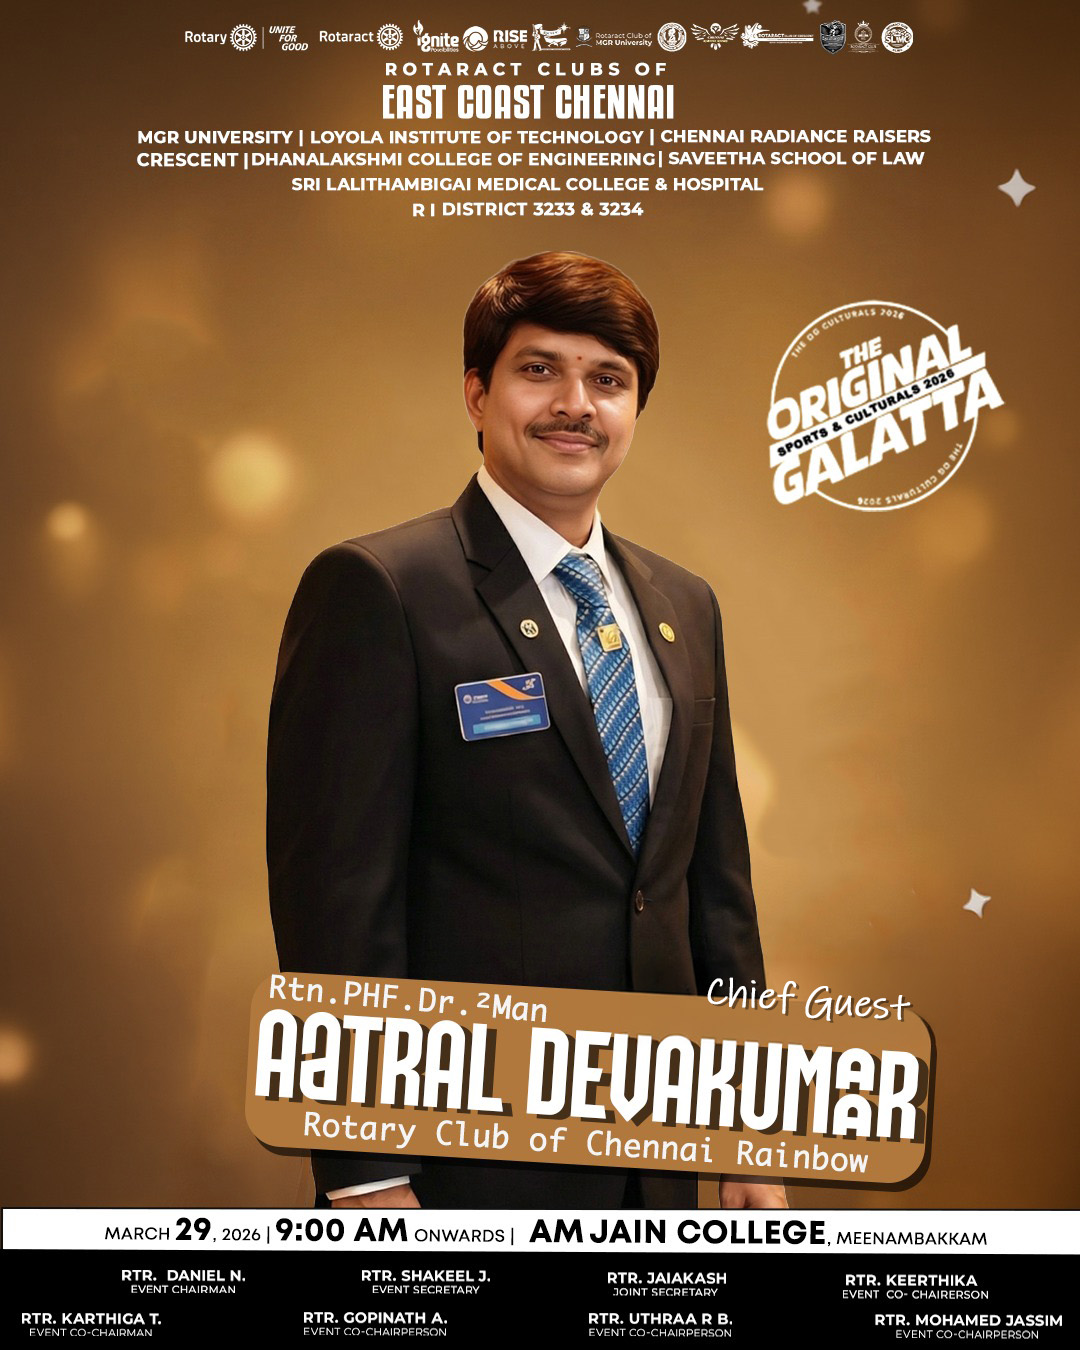 Rotary | UNITE FOR GOOD Rotaract ignite RISE ABOVE Rotaract Club of MGR University
ROTARACT CLUBS OF
EAST COAST CHENNAI
MGR UNIVERSITY | LOYOLA INSTITUTE OF TECHNOLOGY | CHENNAI RADIANCE RAISERS
CRESCENT | DHANALAKSHMI COLLEGE OF ENGINEERING | SAVEETHA SCHOOL OF LAW
SRI LALITHAMBIGAI MEDICAL COLLEGE & HOSPITAL
R I DISTRICT 3233 & 3234
THE OG CULTURALS 2026
THE
ORIGINAL
SPORTS & CULTURALS 2026
GALATTA
THE OG CULTURALS 2026
Rtn.PHF.Dr.²Man
Chief Guest
AaTRAL DEVAKUMAAR
Rotary Club of Chennai Rainbow
MARCH 29, 2026 | 9:00 AM ONWARDS | AM JAIN COLLEGE, MEENAMBAKKAM
RTR. DANIEL N. RTR. SHAKEEL J. RTR. JAIAKASH RTR. KEERTHIKA
EVENT CHAIRMAN EVENT SECRETARY JOINT SECRETARY EVENT CO- CHAIRERSON
RTR. KARTHIGA T. RTR. GOPINATH A. RTR. UTHRAA R B. RTR. MOHAMED JASSIM
EVENT CO-CHAIRMAN EVENT CO-CHAIRPERSON EVENT CO-CHAIRPERSON EVENT CO-CHAIRPERSON